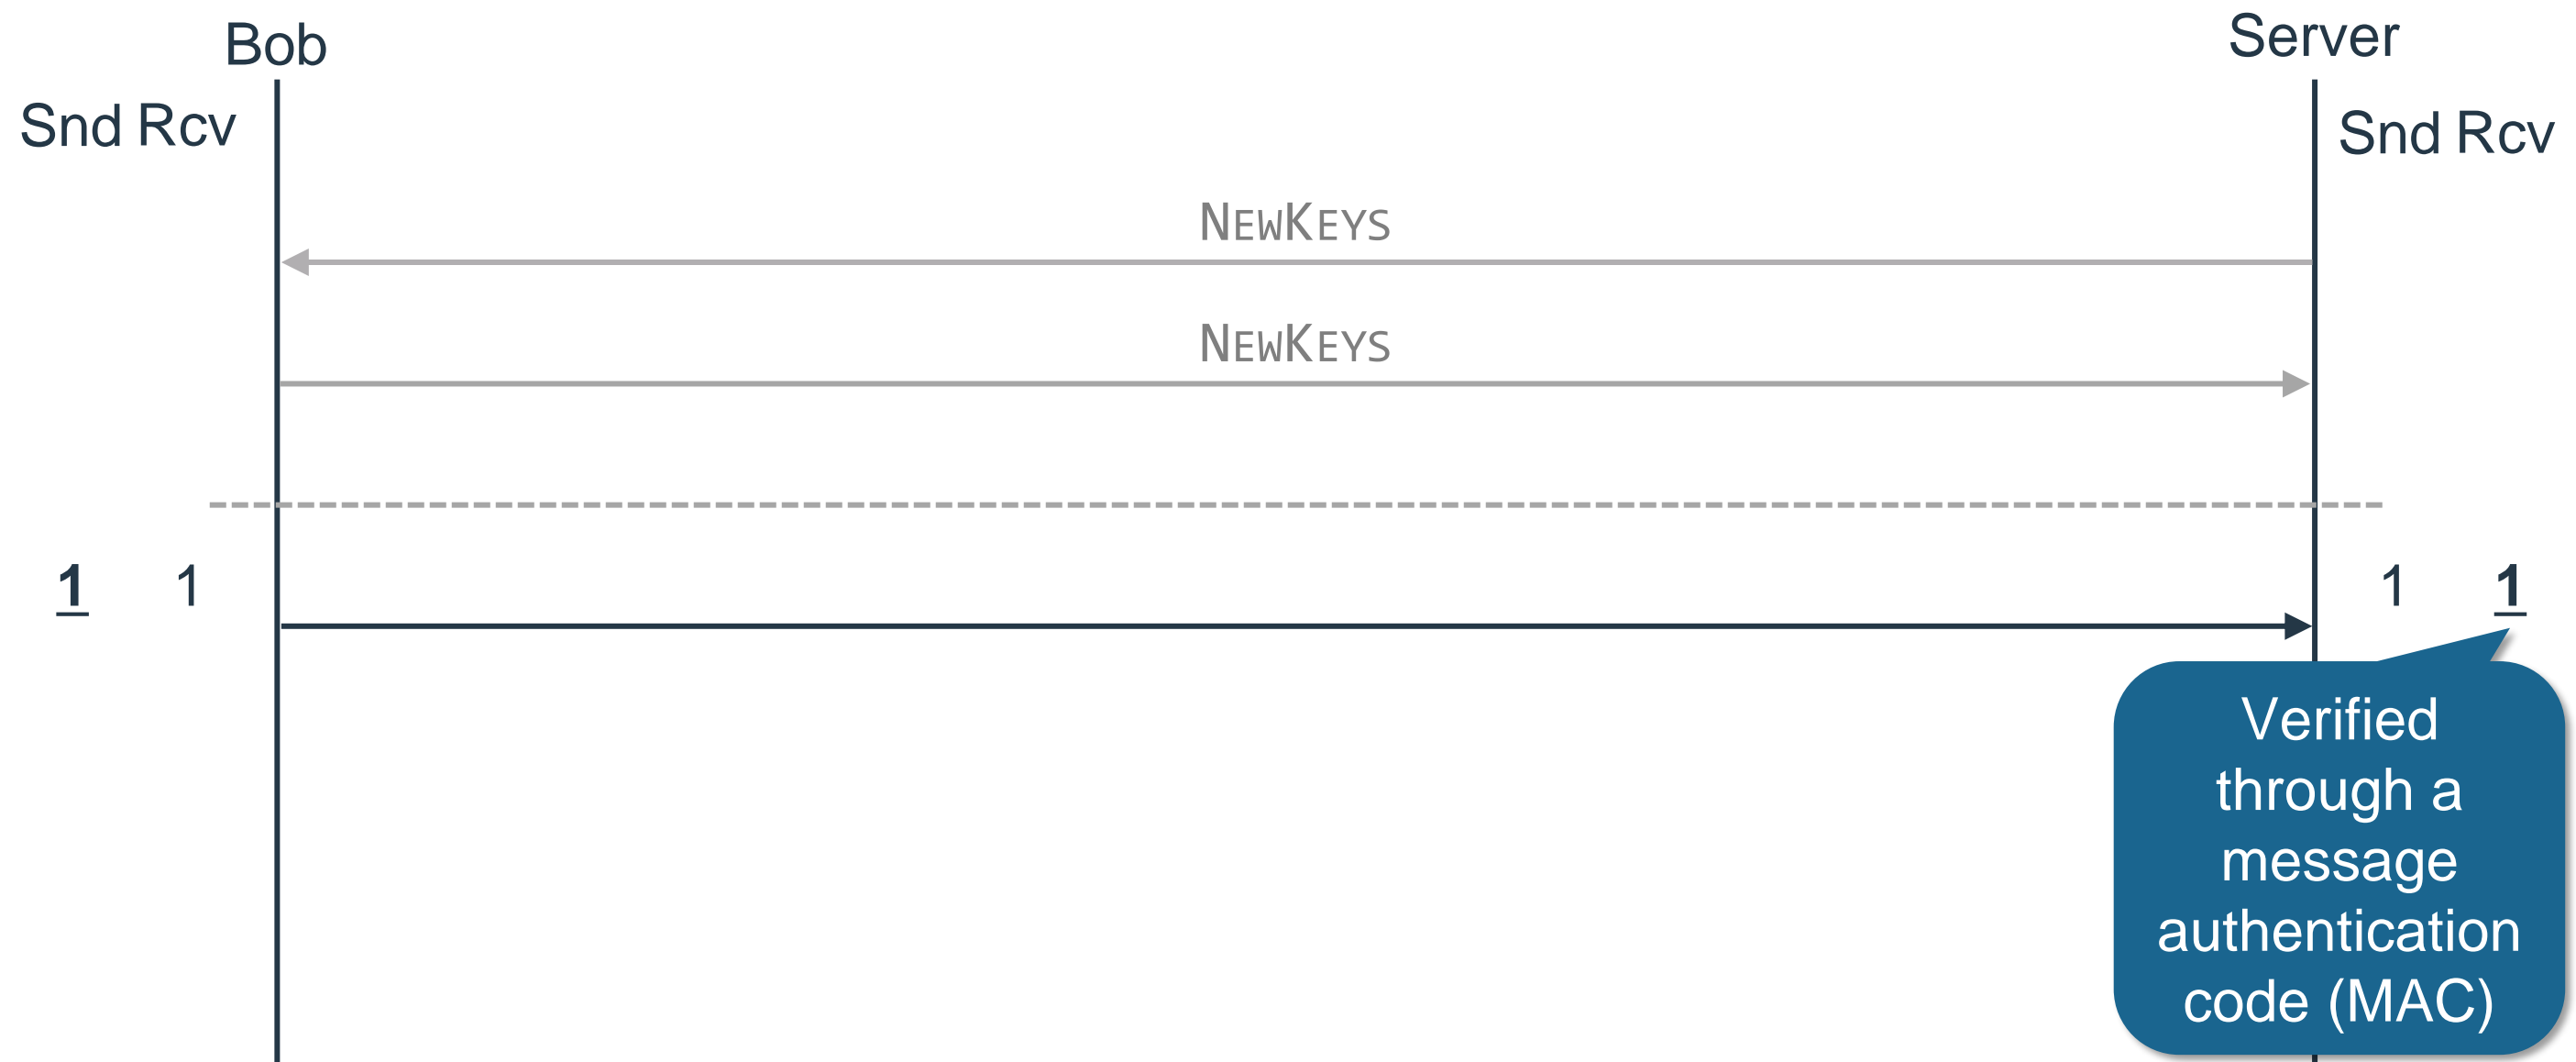 Bob
Server
Snd Rcv
Snd Rcv
NEWKEYS
NEWKEYS
1 1
1 1
Verified
through a
message
authentication
code (MAC)